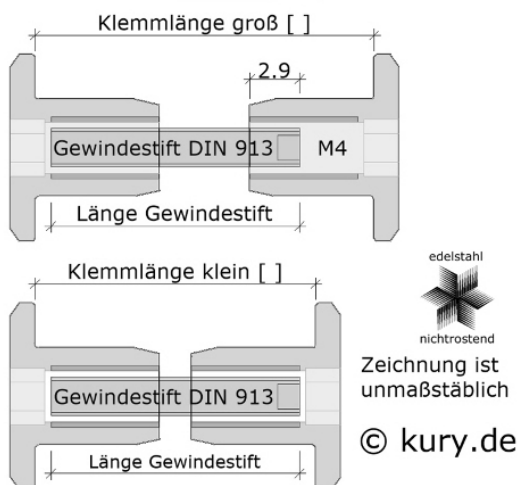 Klemmlänge groß [ ]
2.9
Gewindestift DIN 913
M4
Länge Gewindestift
Klemmlänge klein [ ]
edelstahl
nichtrostend
Gewindestift DIN 913
Zeichnung ist
unmaßstäblich
© kury.de
Länge Gewindestift